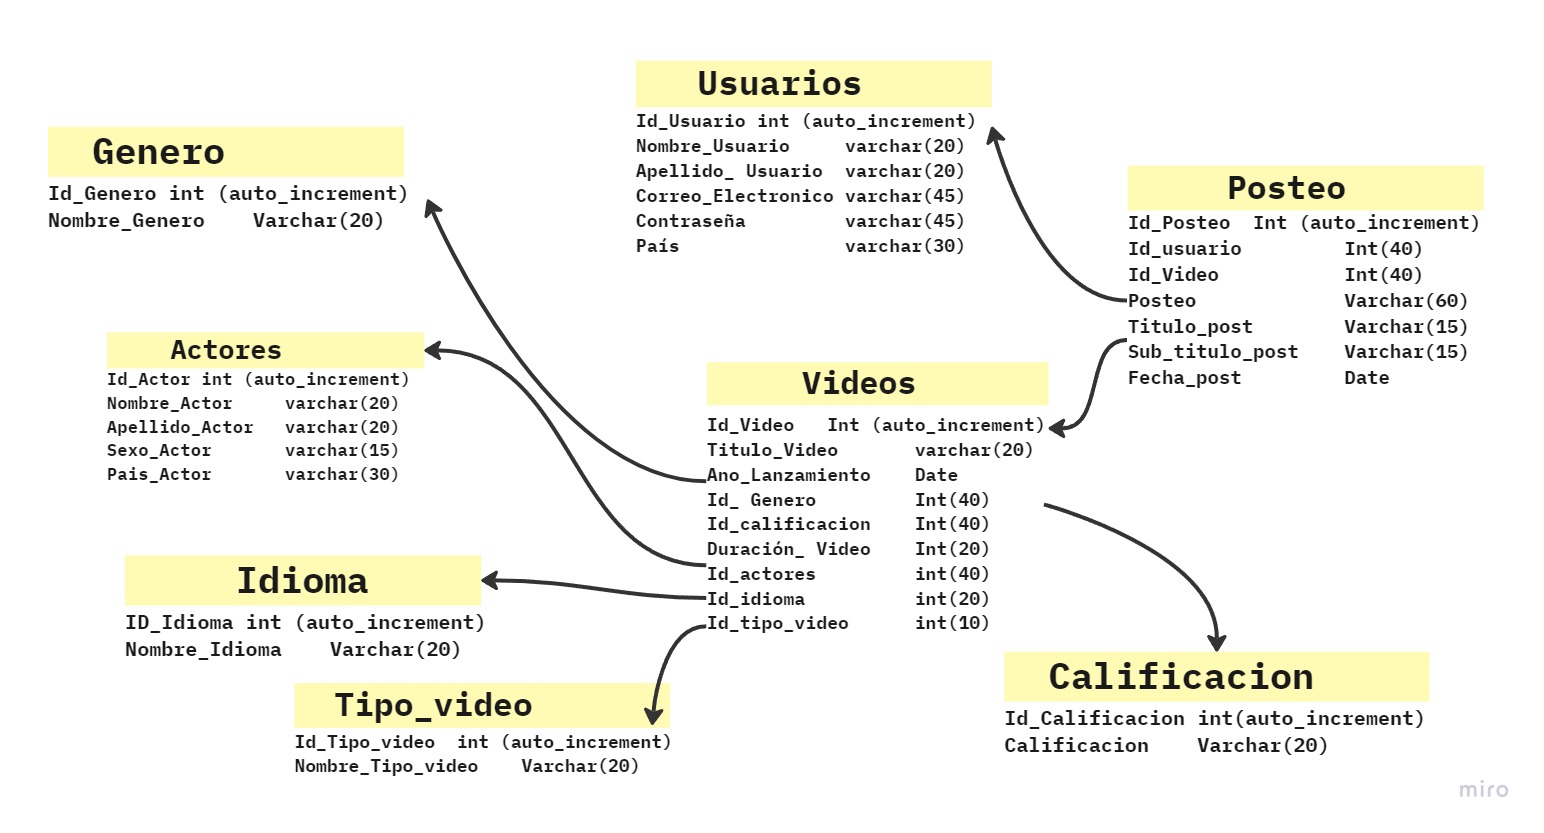 Usuarios
Id_Usuario int (auto_increment)
Nombre_Usuario varchar(20)
Apellido_ Usuario varchar(20)
Correo_Electronico varchar(45)
Contraseña varchar(45)
País varchar(30)
Genero
Id_Genero int (auto_increment)
Nombre_Genero Varchar(20)
Posteo
Id_Posteo Int (auto_increment)
Id_usuario Int(40)
Id_Video Int(40)
Posteo Varchar(60)
Titulo_post Varchar(15)
Sub_titulo_post Varchar(15)
Fecha_post Date
Actores
Id_Actor int (auto_increment)
Nombre_Actor varchar(20)
Apellido_Actor varchar(20)
Sexo_Actor varchar(15)
Pais_Actor varchar(30)
Videos
Id_Video Int (auto_increment)
Titulo_Video varchar(20)
Ano_Lanzamiento Date
Id_ Genero Int(40)
Id_calificacion Int(40)
Duración_ Video Int(20)
Id_actores int(40)
Id_idioma int(20)
Id_tipo_video int(10)
Idioma
ID_Idioma int (auto_increment)
Nombre_Idioma Varchar(20)
Tipo_video
Id_Tipo_video int (auto_increment)
Nombre_Tipo_video Varchar(20)
Calificacion
Id_Calificacion int(auto_increment)
Calificacion Varchar(20)
miro